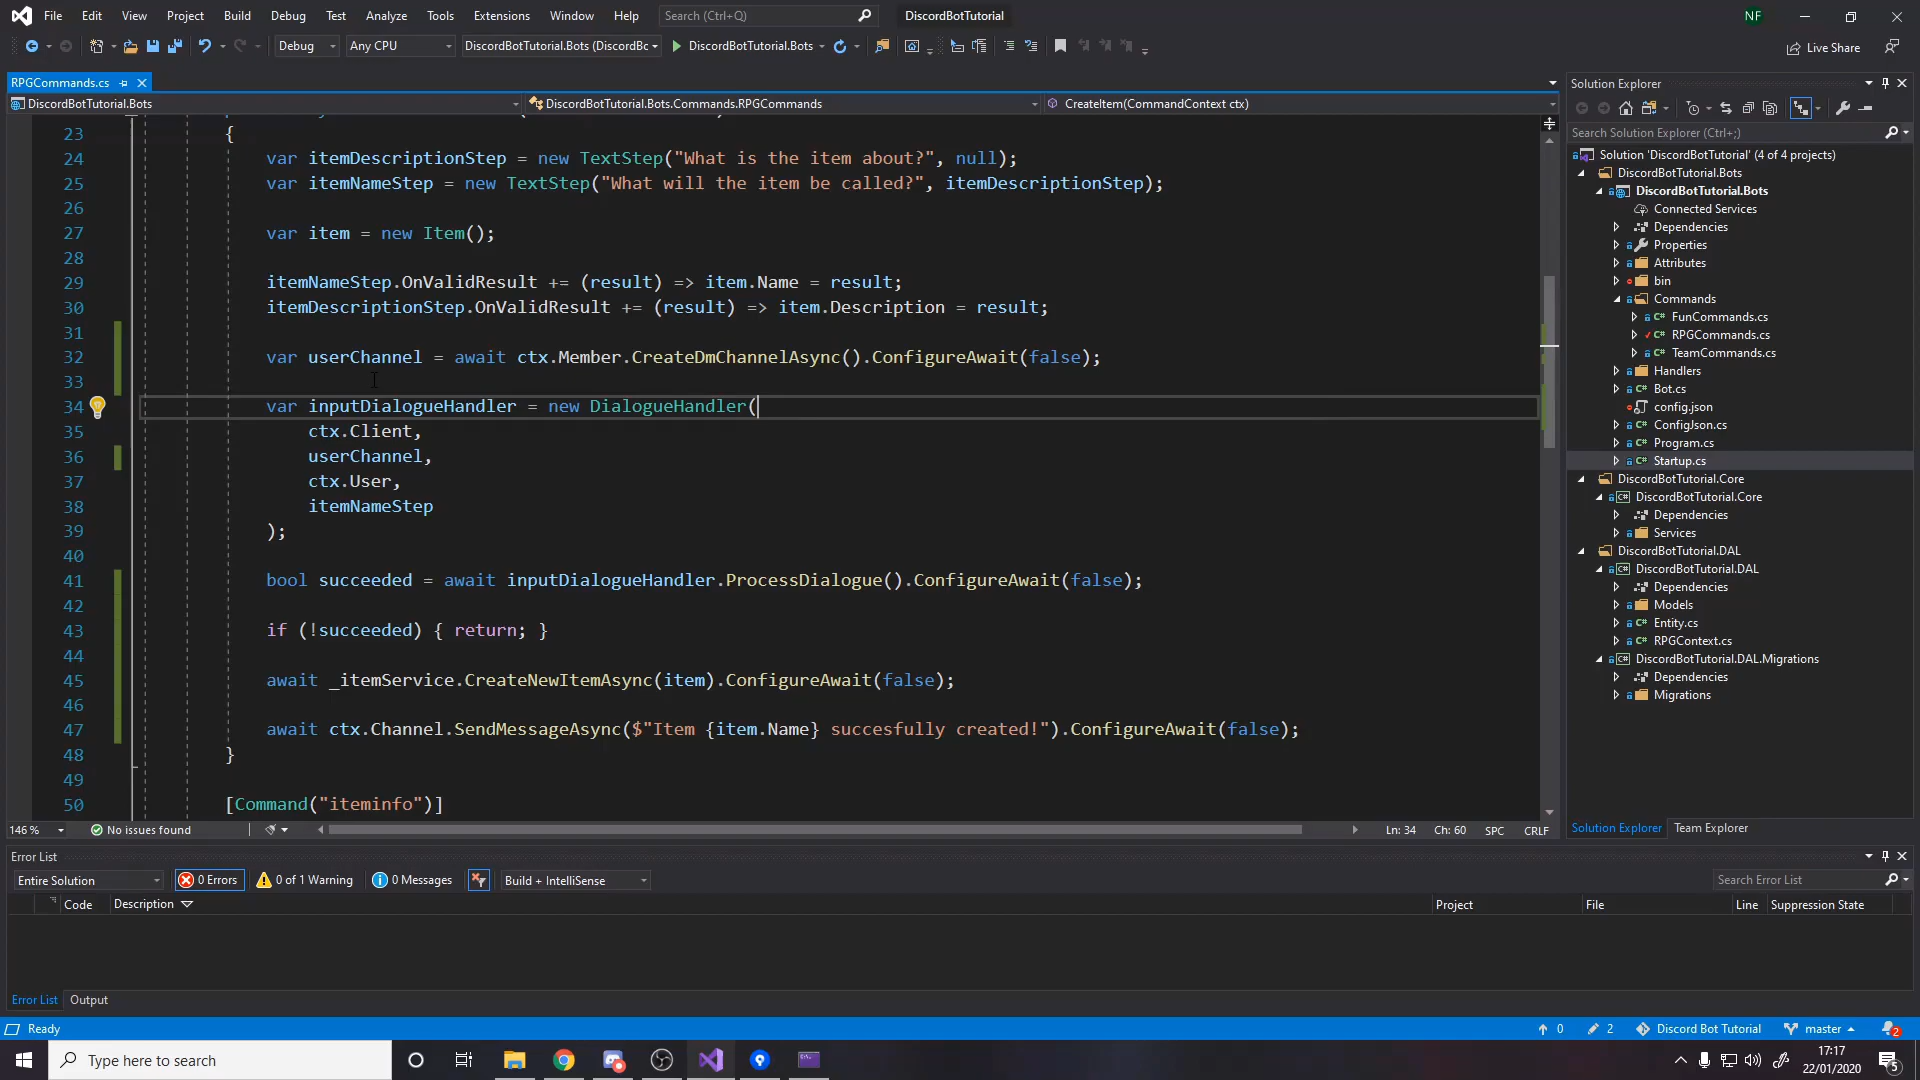 File Edit View Project Build Debug Test Analyze Tools Extensions Window Help Search (Ctrl+Q) DiscordBotTutorial NF
Debug Any CPU DiscordBotTutorial.Bots (DiscordBc DiscordBotTutorial.Bots Live Share
RPGCommands.cs
DiscordBotTutorial.Bots DiscordBotTutorial.Bots.Commands.RPGCommands CreateItem(CommandContext ctx)
23 {
24 var itemDescriptionStep = new TextStep("What is the item about?", null);
25 var itemNameStep = new TextStep("What will the item be called?", itemDescriptionStep);
26
27 var item = new Item();
28
29 itemNameStep.OnValidResult += (result) => item.Name = result;
30 itemDescriptionStep.OnValidResult += (result) => item.Description = result;
31
32 var userChannel = await ctx.Member.CreateDmChannelAsync().ConfigureAwait(false);
33
34 var inputDialogueHandler = new DialogueHandler(
35 ctx.Client,
36 userChannel,
37 ctx.User,
38 itemNameStep
39 );
40
41 bool succeeded = await inputDialogueHandler.ProcessDialogue().ConfigureAwait(false);
42
43 if (!succeeded) { return; }
44
45 await _itemService.CreateNewItemAsync(item).ConfigureAwait(false);
46
47 await ctx.Channel.SendMessageAsync($"Item {item.Name} succesfully created!").ConfigureAwait(false);
48 }
49
50 [Command("iteminfo")]
146 % No issues found Ln: 34 Ch: 60 SPC CRLF
Solution Explorer
Search Solution Explorer (Ctrl+;)
Solution 'DiscordBotTutorial' (4 of 4 projects)
DiscordBotTutorial.Bots
DiscordBotTutorial.Bots
Connected Services
Dependencies
Properties
Attributes
bin
Commands
C# FunCommands.cs
C# RPGCommands.cs
C# TeamCommands.cs
Handlers
C# Bot.cs
config.json
C# ConfigJson.cs
C# Program.cs
C# Startup.cs
DiscordBotTutorial.Core
C# DiscordBotTutorial.Core
Dependencies
Services
DiscordBotTutorial.DAL
C# DiscordBotTutorial.DAL
Dependencies
Models
C# Entity.cs
C# RPGContext.cs
C# DiscordBotTutorial.DAL.Migrations
Dependencies
Migrations
Solution Explorer Team Explorer
Error List
Entire Solution 0 Errors 0 of 1 Warning 0 Messages Build + IntelliSense Search Error List
Code Description Project File Line Suppression State
Error List Output
Ready 0 2 Discord Bot Tutorial master 2
Type here to search 17:17
22/01/2020 5